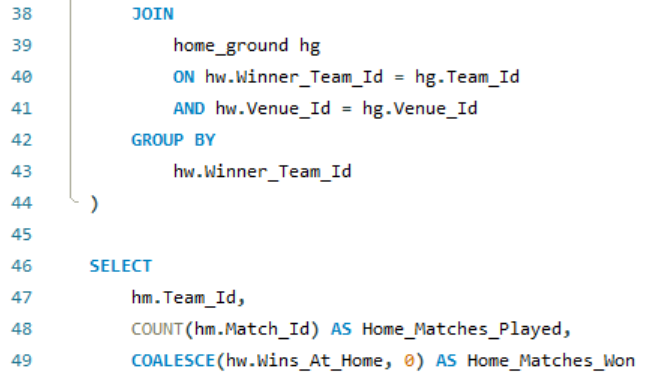 38 JOIN
39 home_ground hg
40 ON hw.Winner_Team_Id = hg.Team_Id
41 AND hw.Venue_Id = hg.Venue_Id
42 GROUP BY
43 hw.Winner_Team_Id
44 )
45
46 SELECT
47 hm.Team_Id,
48 COUNT(hm.Match_Id) AS Home_Matches_Played,
49 COALESCE(hw.Wins_At_Home, 0) AS Home_Matches_Won